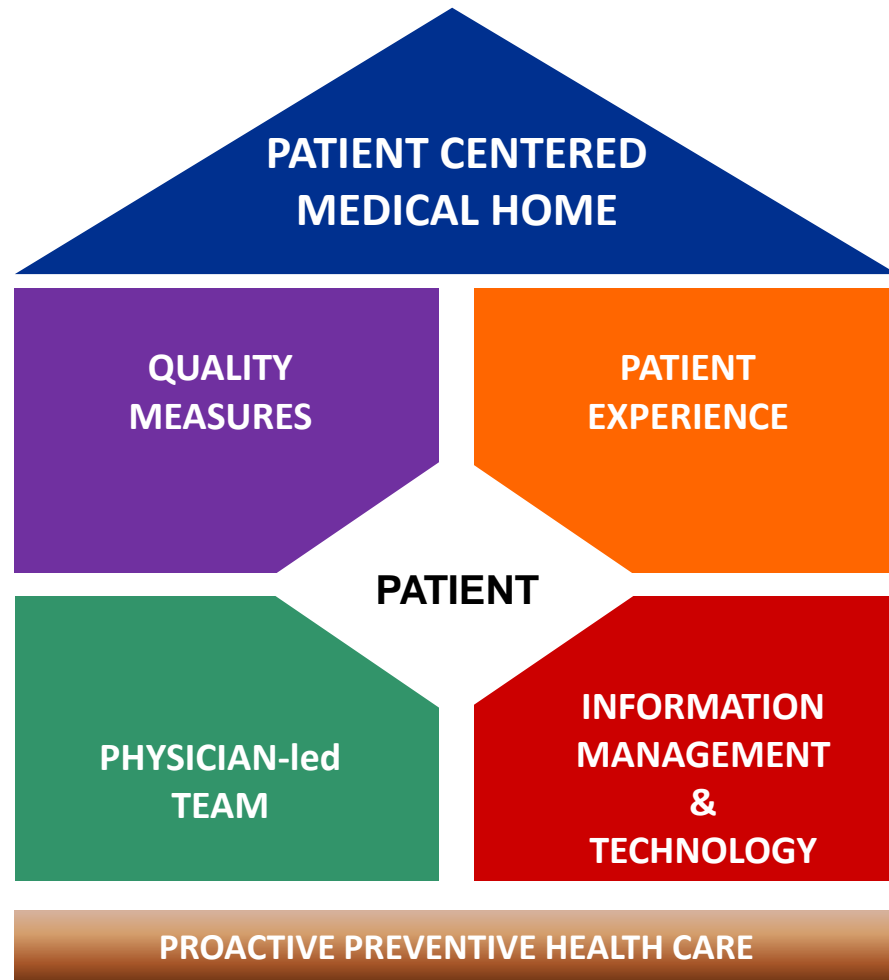 PATIENT CENTERED
MEDICAL HOME
QUALITY
MEASURES
PATIENT
EXPERIENCE
PATIENT
PHYSICIAN-led
TEAM
INFORMATION
MANAGEMENT
&
TECHNOLOGY
PROACTIVE PREVENTIVE HEALTH CARE